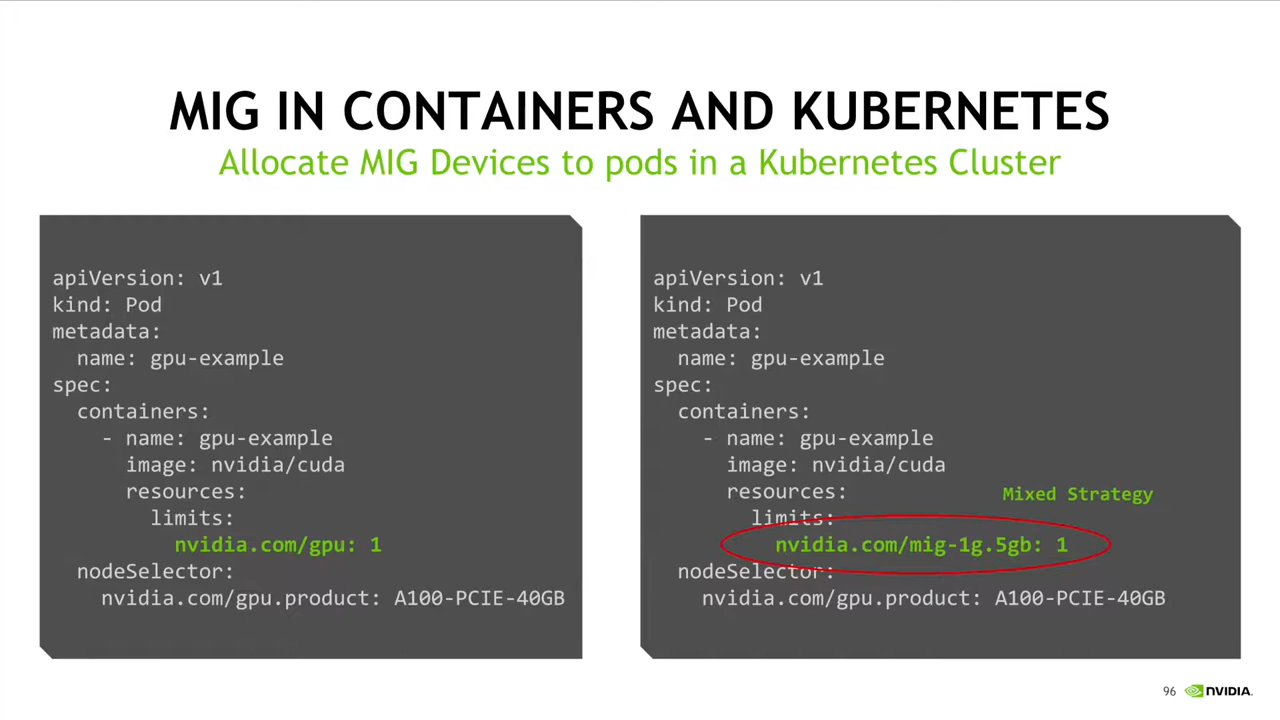 MIG IN CONTAINERS AND KUBERNETES
Allocate MIG Devices to pods in a Kubernetes Cluster
apiVersion: v1
kind: Pod
metadata:
  name: gpu-example
spec:
  containers:
    - name: gpu-example
      image: nvidia/cuda
      resources:
        limits:
          nvidia.com/gpu: 1
  nodeSelector:
    nvidia.com/gpu.product: A100-PCIE-40GB
apiVersion: v1
kind: Pod
metadata:
  name: gpu-example
spec:
  containers:
    - name: gpu-example
      image: nvidia/cuda
      resources:
Mixed Strategy
        limits:
          nvidia.com/mig-1g.5gb: 1
  nodeSelector:
    nvidia.com/gpu.product: A100-PCIE-40GB
96 NVIDIA.